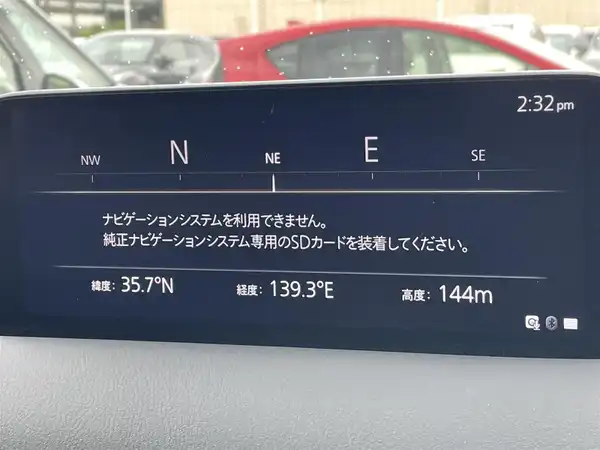 2:32 pm
NW N NE E SE
ナビゲーションシステムを利用できません。
純正ナビゲーションシステム専用のSDカードを装着してください。
緯度: 35.7°N 経度: 139.3°E 高度: 144m